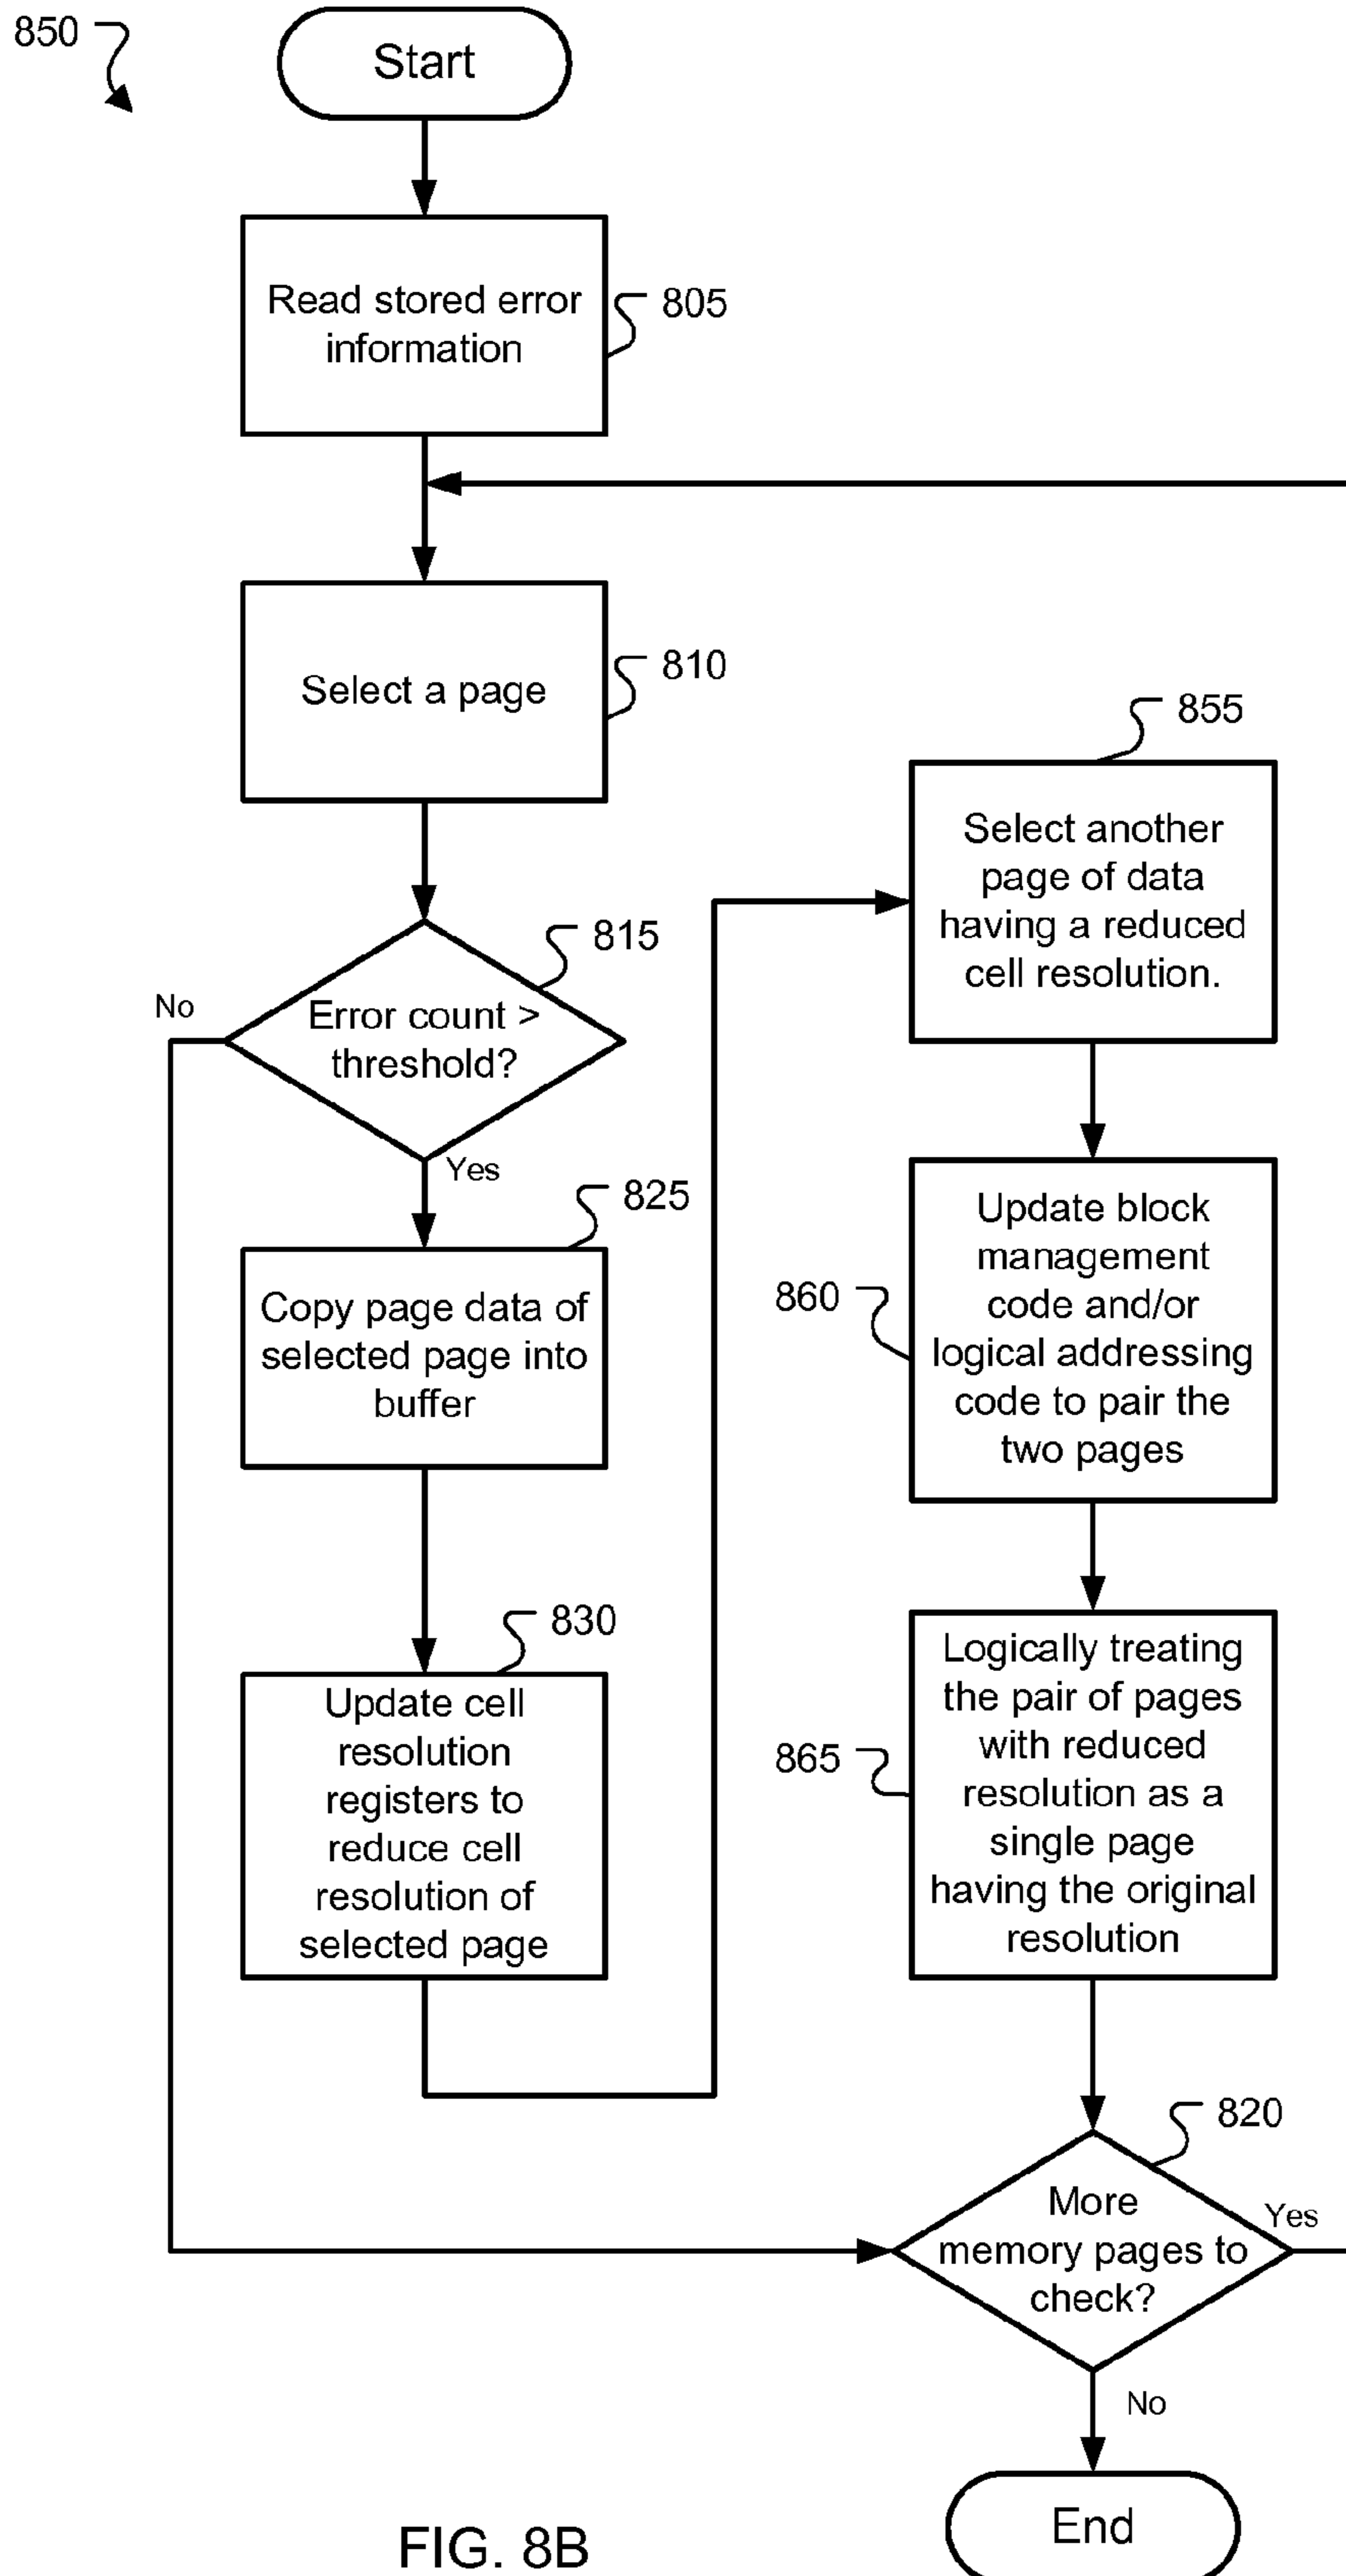 850
Start
Read stored error
information
805
Select a page
810
815
Error count >
threshold?
No
Yes
825
Copy page data of
selected page into
buffer
830
Update cell
resolution
registers to
reduce cell
resolution of
selected page
855
Select another
page of data
having a reduced
cell resolution.
860
Update block
management
code and/or
logical addressing
code to pair the
two pages
865
Logically treating
the pair of pages
with reduced
resolution as a
single page
having the original
resolution
820
More
memory pages to
check?
Yes
No
End
FIG. 8B